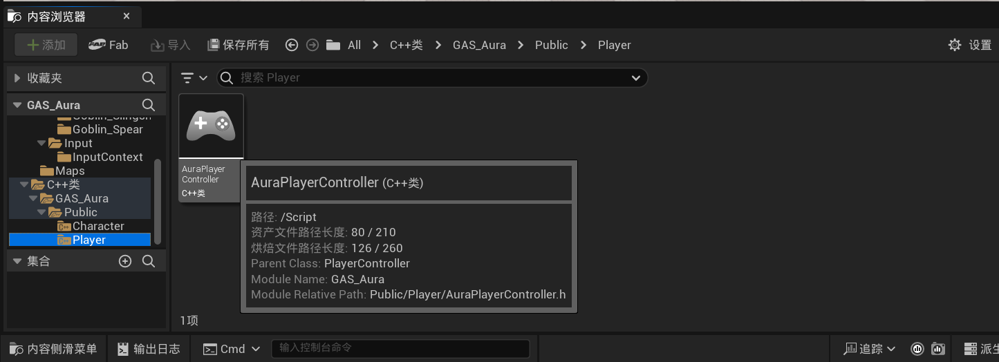 内容浏览器
添加
Fab
导入
保存所有
All
C++类
GAS_Aura
Public
Player
设置
收藏夹
搜索 Player
GAS_Aura
Goblin_Spear
Input
InputContext
Maps
C++类
GAS_Aura
Public
Character
Player
集合
AuraPlayer
Controller
C++类
AuraPlayerController (C++类)
路径: /Script
资产文件路径长度: 80 / 210
烘焙文件路径长度: 126 / 260
Parent Class: PlayerController
Module Name: GAS_Aura
Module Relative Path: Public/Player/AuraPlayerController.h
1项
内容侧滑菜单
输出日志
Cmd
输入控制台命令
追踪
派生